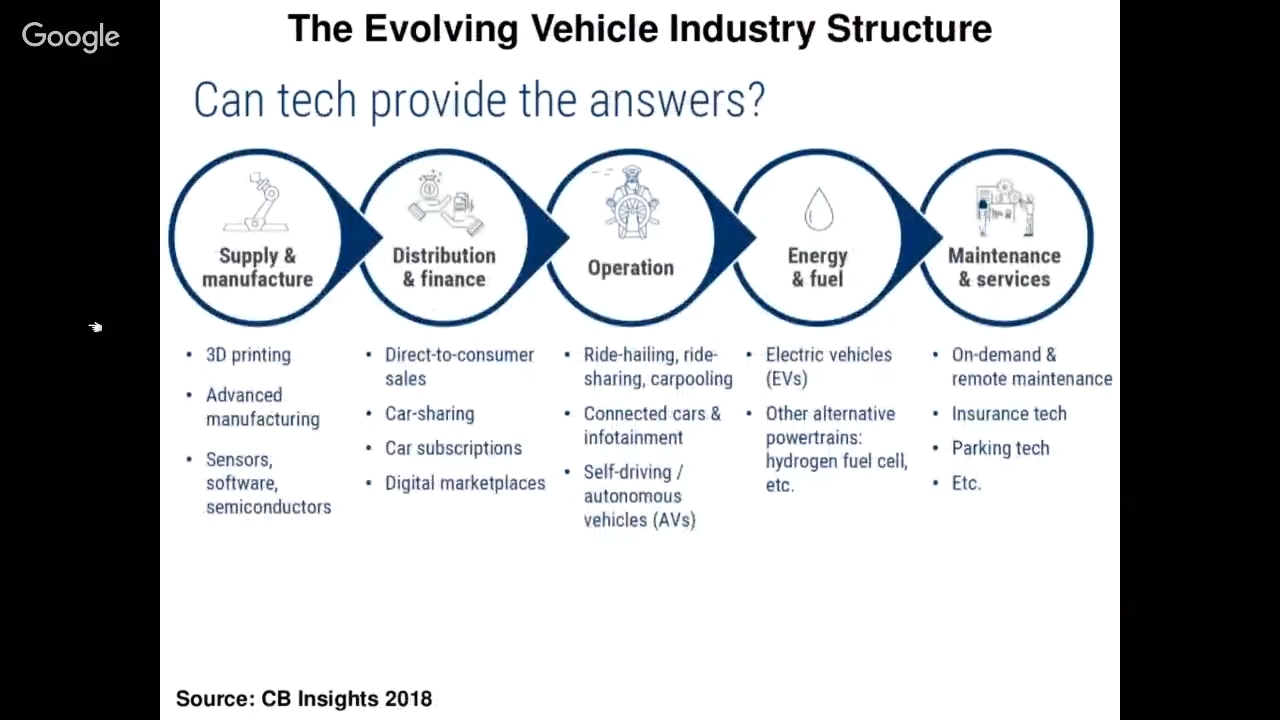 Google
The Evolving Vehicle Industry Structure
Can tech provide the answers?
Supply &
manufacture
• 3D printing
• Advanced
manufacturing
• Sensors,
software,
semiconductors
Distribution
& finance
• Direct-to-consumer
sales
• Car-sharing
• Car subscriptions
• Digital marketplaces
Operation
• Ride-hailing, ride-
sharing, carpooling
• Connected cars &
infotainment
• Self-driving /
autonomous
vehicles (AVs)
Energy
& fuel
• Electric vehicles
(EVs)
• Other alternative
powertrains:
hydrogen fuel cell,
etc.
Maintenance
& services
• On-demand &
remote maintenance
• Insurance tech
• Parking tech
• Etc.
Source: CB Insights 2018